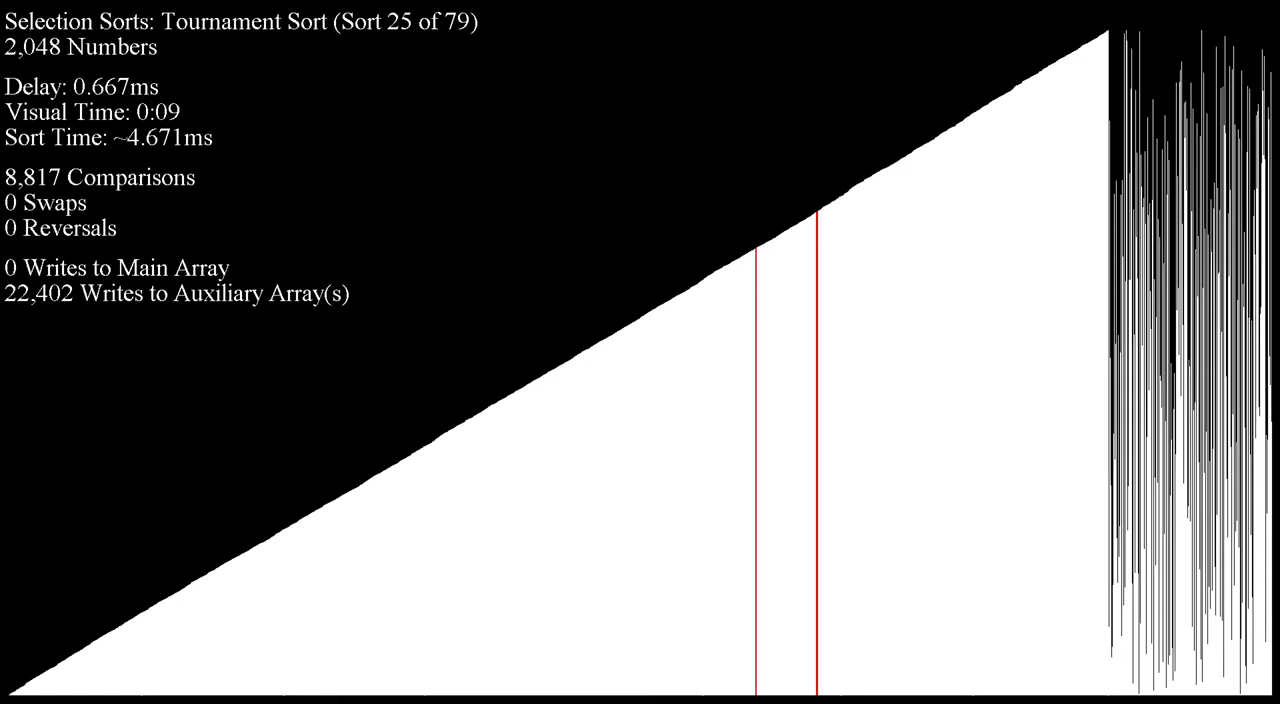 Selection Sorts: Tournament Sort (Sort 25 of 79)
2,048 Numbers
Delay: 0.667ms
Visual Time: 0:09
Sort Time: ~4.671ms
8,817 Comparisons
0 Swaps
0 Reversals
0 Writes to Main Array
22,402 Writes to Auxiliary Array(s)